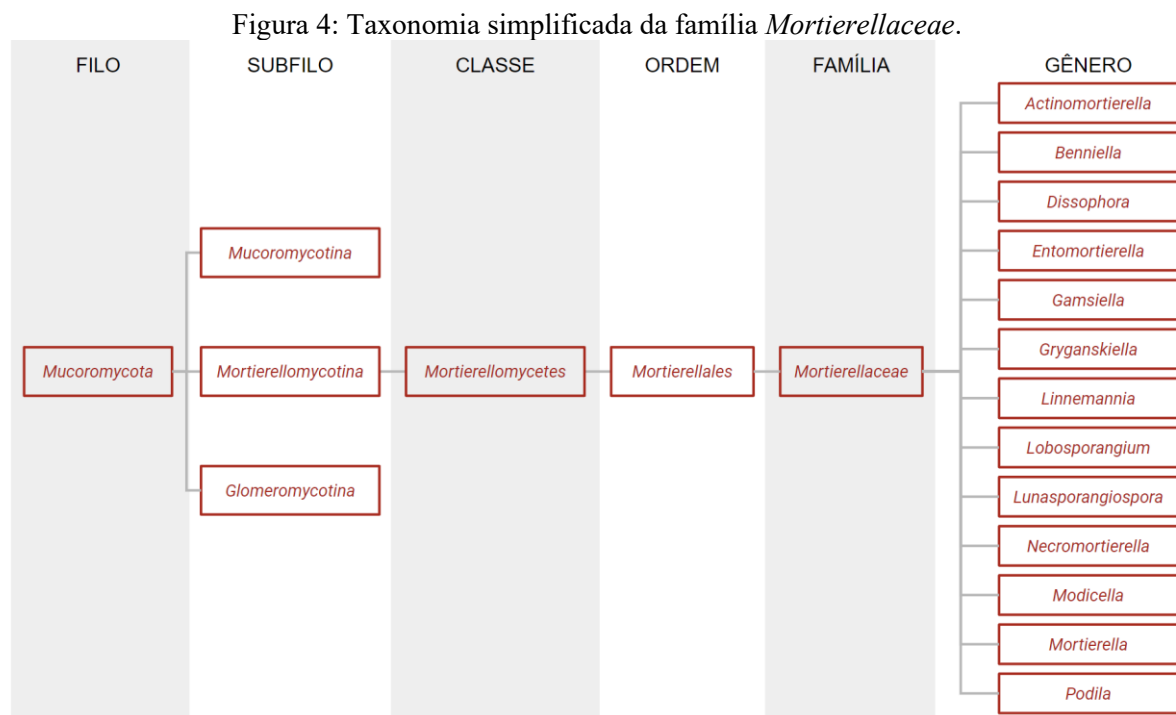 Figura 4: Taxonomia simplificada da família Mortierellaceae.
FILO
SUBFILO
CLASSE
ORDEM
FAMÍLIA
GÊNERO
Mucoromycota
Mucoromycotina
Mortierellomycotina
Glomeromycotina
Mortierellomycetes
Mortierellales
Mortierellaceae
Actinomortierella
Benniella
Dissophora
Entomortierella
Gamsiella
Gryganskiella
Linnemannia
Lobosporangium
Lunasporangiospora
Necromortierella
Modicella
Mortierella
Podila